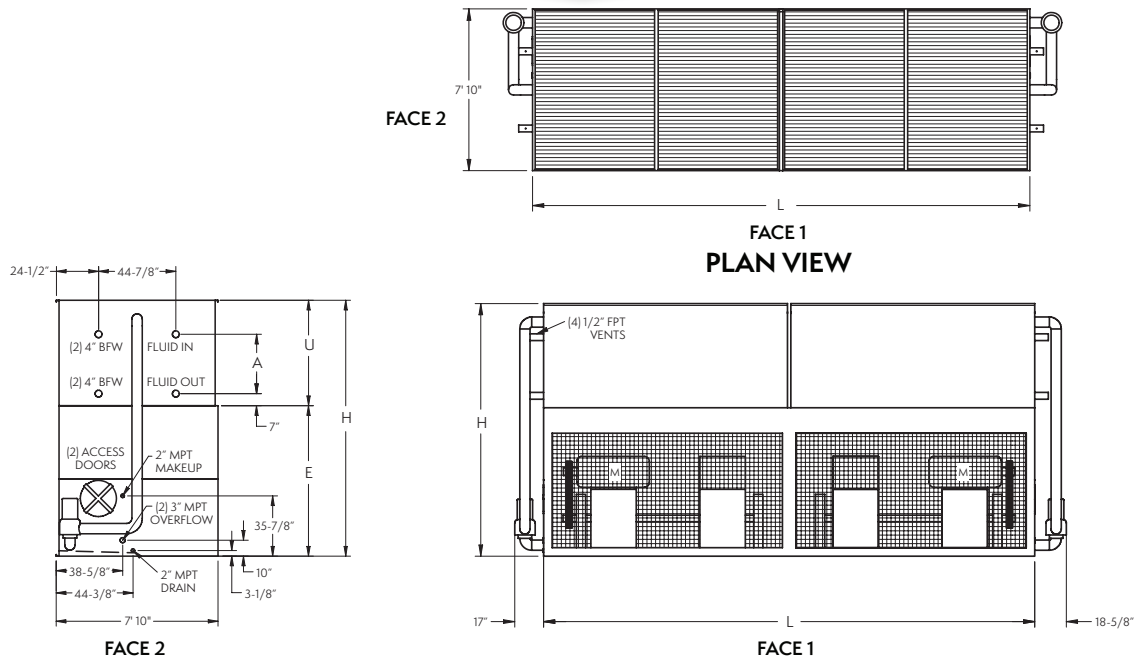 7' 10"
FACE 2
L
FACE 1
PLAN VIEW
24-1/2"
44-7/8"
(2) 4" BFW FLUID IN
(2) 4" BFW FLUID OUT
A
U
H
7"
(2) ACCESS
DOORS
2" MPT
MAKEUP
E
(2) 3" MPT
OVERFLOW
35-7/8"
38-5/8"
44-3/8"
2" MPT
DRAIN
10"
3-1/8"
7' 10"
FACE 2
(4) 1/2" FPT
VENTS
H
M
M
17"
L
18-5/8"
FACE 1